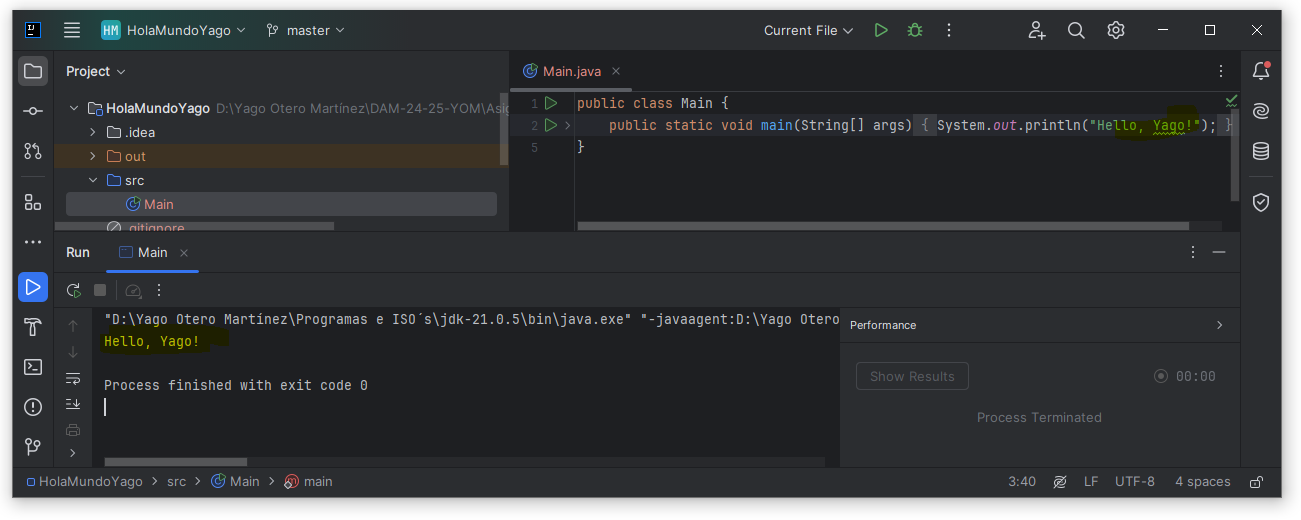 HM HolaMundoYago master Current File
Project
Main.java
HolaMundoYago D:\Yago Otero Martínez\DAM-24-25-YOM\Asig
.idea
out
src
Main
.gitignore
1 public class Main {
2 public static void main(String[] args) { System.out.println("Hello, Yago!"); }
5 }
Run Main
"D:\Yago Otero Martínez\Programas e ISO´s\jdk-21.0.5\bin\java.exe" "-javaagent:D:\Yago Otero
Hello, Yago!
Process finished with exit code 0
Performance
Show Results 00:00
Process Terminated
HolaMundoYago > src > Main > main 3:40 LF UTF-8 4 spaces